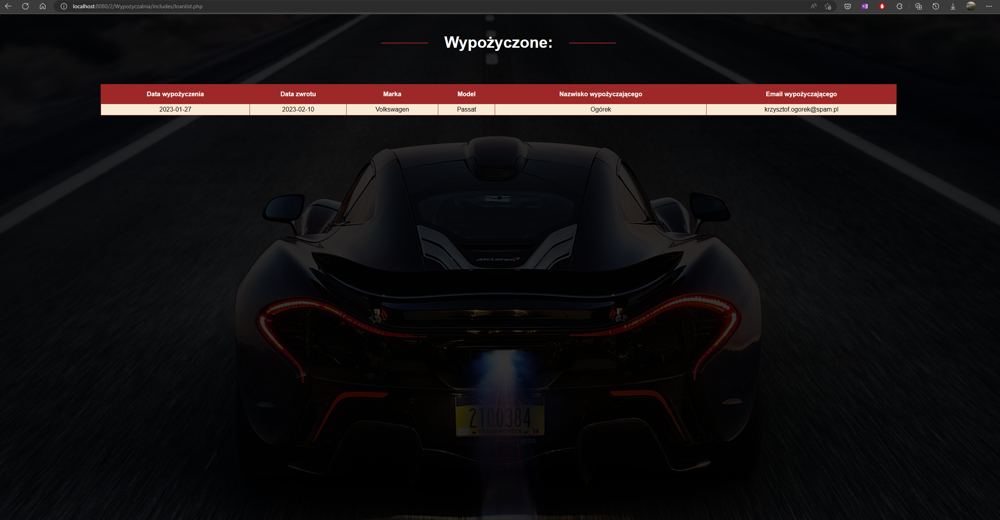 localhost:8080/2/Wypożyczalnia/includes/loanlist.php
Wypożyczone:
Data wypożyczenia Data zwrotu Marka Model Nazwisko wypożyczającego Email wypożyczającego
2023-01-27 2023-02-10 Volkswagen Passat Ogórek krzysztof.ogorek@spam.pl
McLaren
NEW YORK
2100384
TRANSPORTER 14